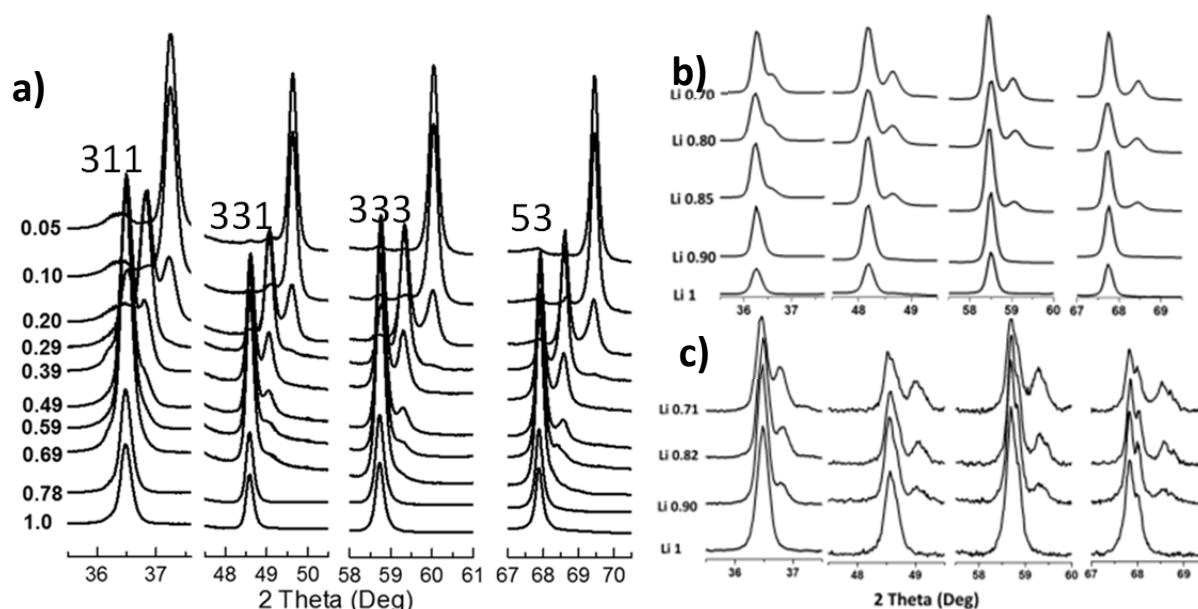 a)
311
331
333
53
0.05
0.10
0.20
0.29
0.39
0.49
0.59
0.69
0.78
1.0
36 37 48 49 50 58 59 60 61 67 68 69 70
2 Theta (Deg)
b)
Li 0.70
Li 0.80
Li 0.85
Li 0.90
Li 1
36 37 48 49 58 59 60 67 68 69
c)
Li 0.71
Li 0.82
Li 0.90
Li 1
36 37 48 49 58 59 60 67 68 69
2 Theta (Deg)